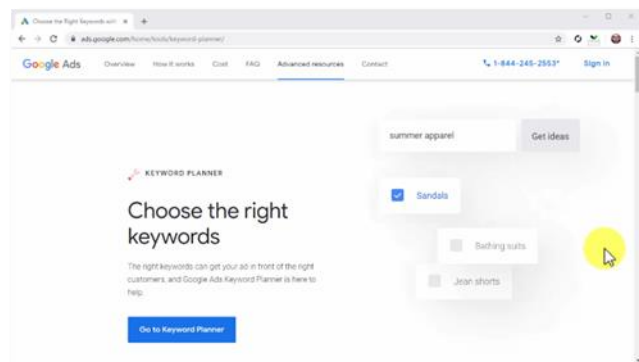 Choose the Right Keywords with
ads.google.com/home/tools/keyword-planner/
Google Ads Overview How it works Cost FAQ Advanced resources Contact 1-844-245-2553* Sign in
summer apparel Get ideas
KEYWORD PLANNER
Sandals
Choose the right
keywords
Bathing suits
The right keywords can get your ad in front of the right
customers, and Google Ads Keyword Planner is here to
help.
Jean shorts
Go to Keyword Planner